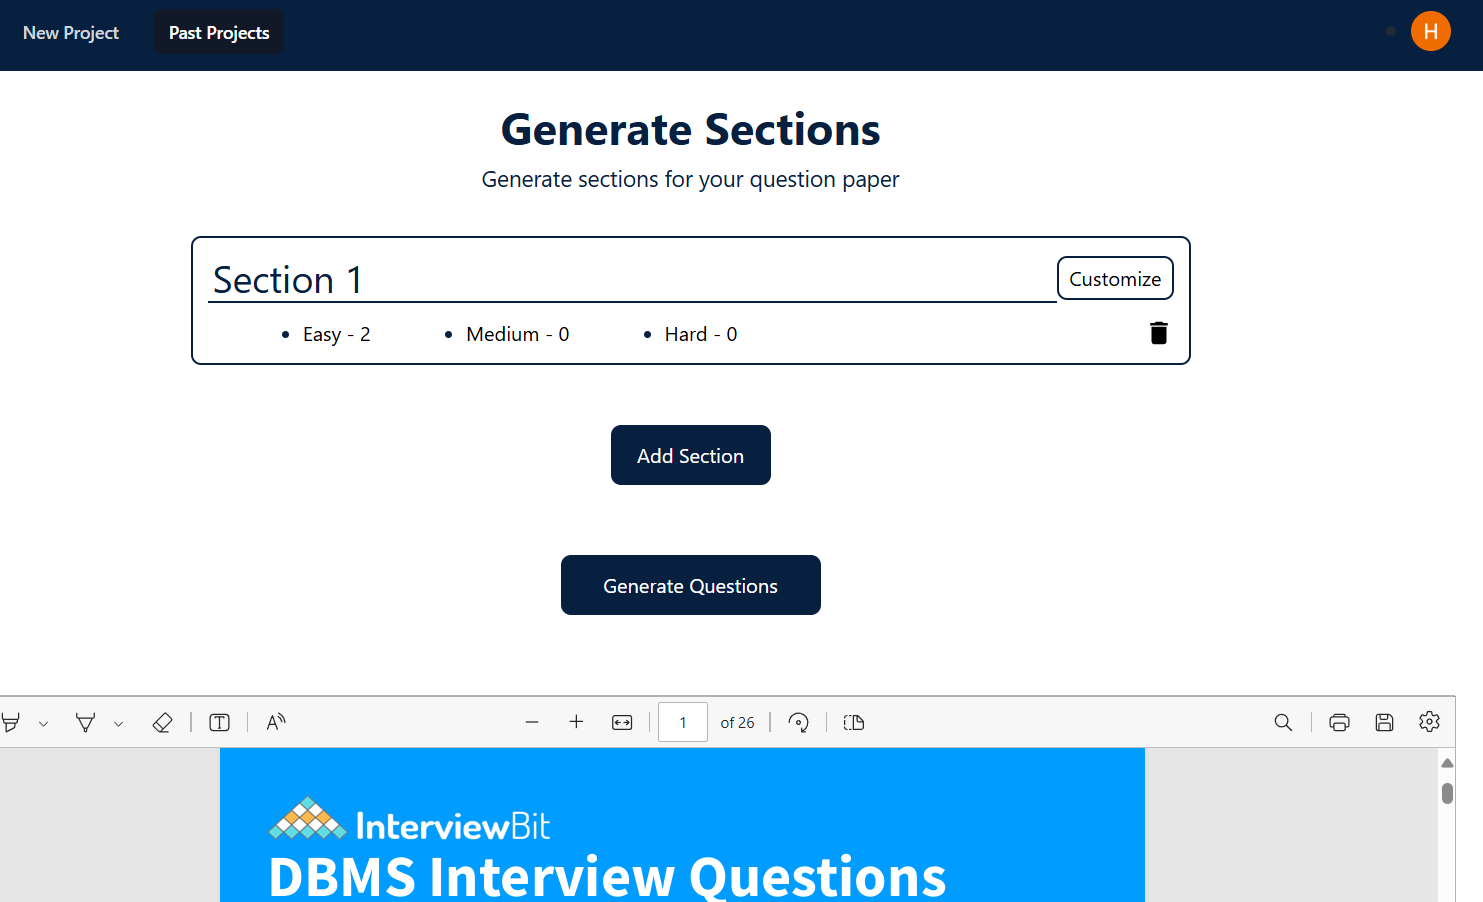 New Project
Past Projects
H
Generate Sections
Generate sections for your question paper
Section 1
Customize
• Easy - 2
• Medium - 0
• Hard - 0
Add Section
Generate Questions
1 of 26
InterviewBit
DBMS Interview Questions